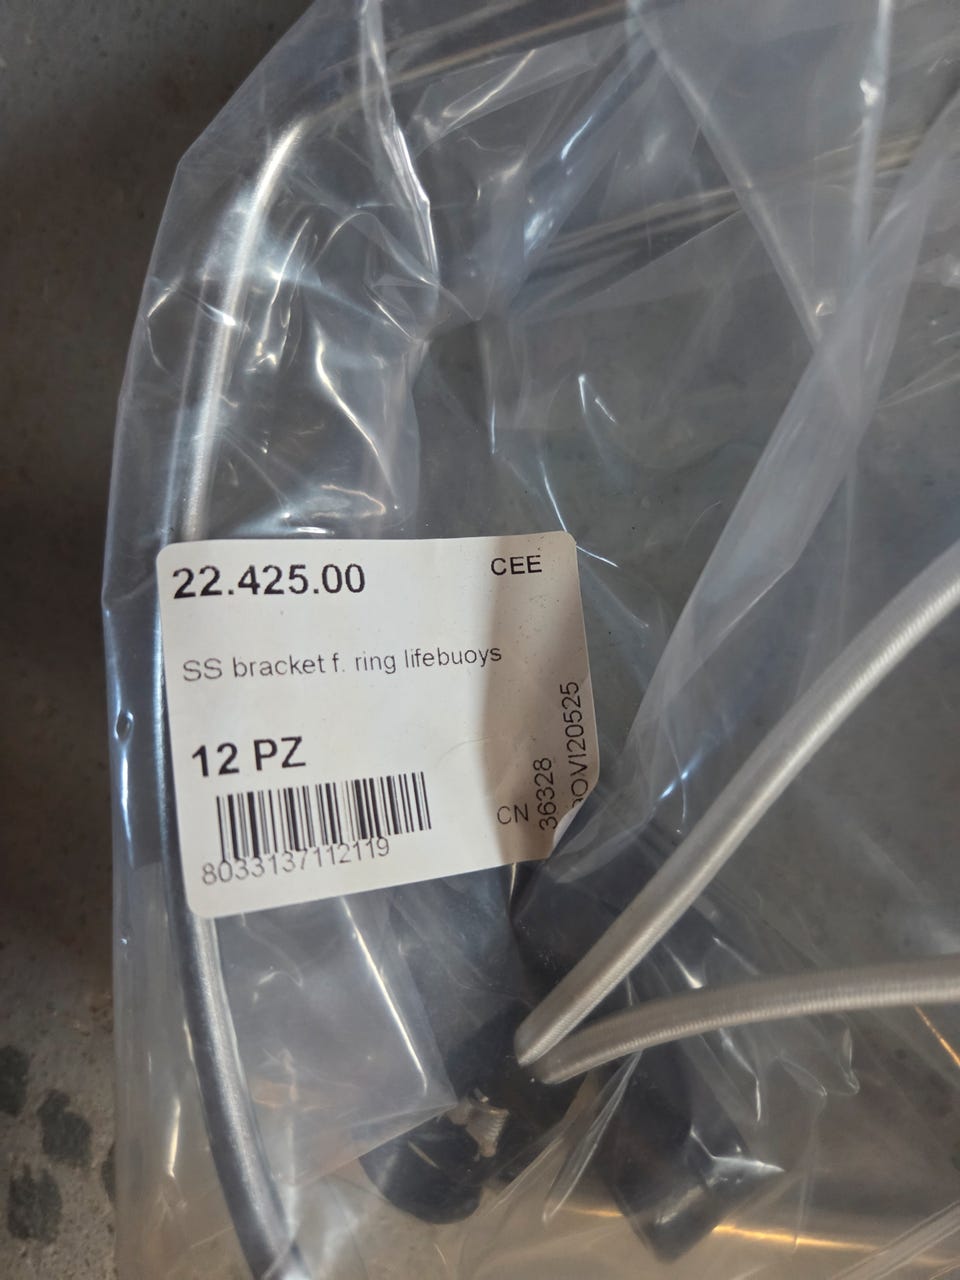 22.425.00
CEE
SS bracket f. ring lifebuoys
12 PZ
8033137112119
CN
36328